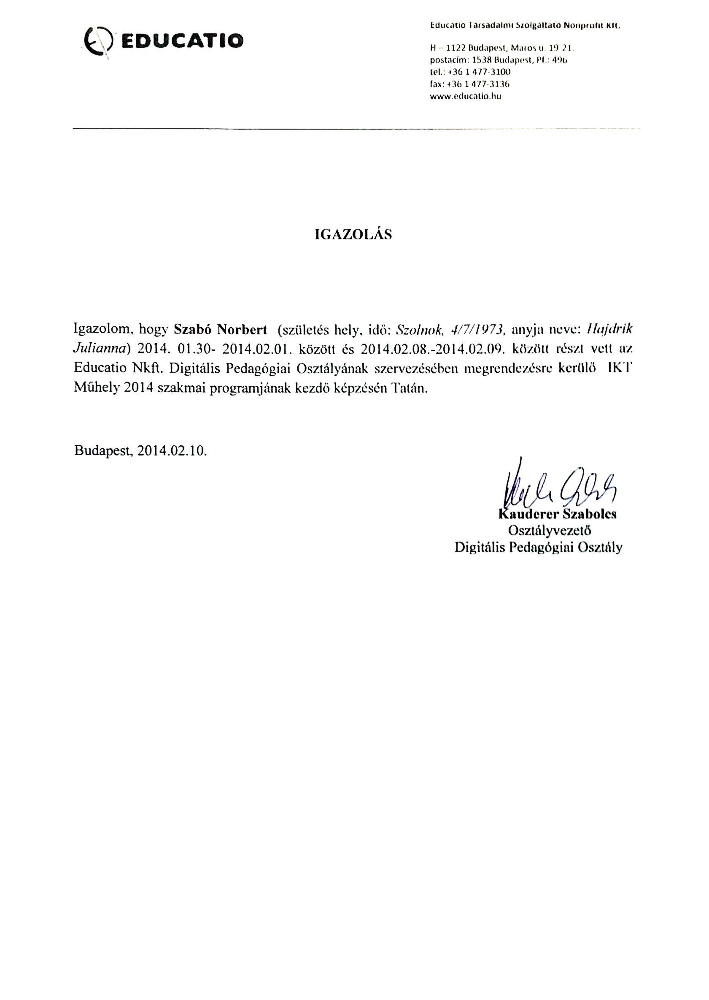 EDUCATIO
Educatio Társadalmi Szolgáltató Nonprofit Kft.
H – 1122 Budapest, Maros u. 19-21.
postacím: 1538 Budapest, Pf.: 496
tel.: +36 1 477-3100
fax: +36 1 477-3136
www.educatio.hu
IGAZOLÁS
Igazolom, hogy Szabó Norbert (születés hely, idő: Szolnok, 4/7/1973, anyja neve: Hajdrik
Julianna) 2014. 01.30- 2014.02.01. között és 2014.02.08.-2014.02.09. között részt vett az
Educatio Nkft. Digitális Pedagógiai Osztályának szervezésében megrendezésre kerülő IKT
Műhely 2014 szakmai programjának kezdő képzésén Tatán.
Budapest, 2014.02.10.
Kauderer Szabolcs
Osztályvezető
Digitális Pedagógiai Osztály